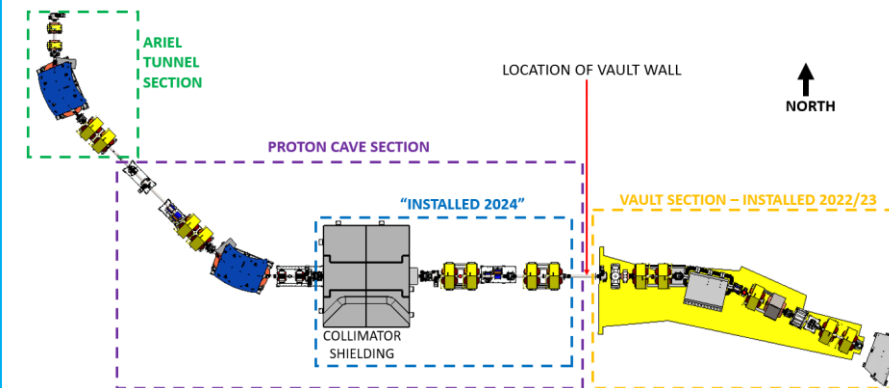 ARIEL
TUNNEL
SECTION
LOCATION OF VAULT WALL
NORTH
PROTON CAVE SECTION
“INSTALLED 2024”
VAULT SECTION – INSTALLED 2022/23
COLLIMATOR
SHIELDING